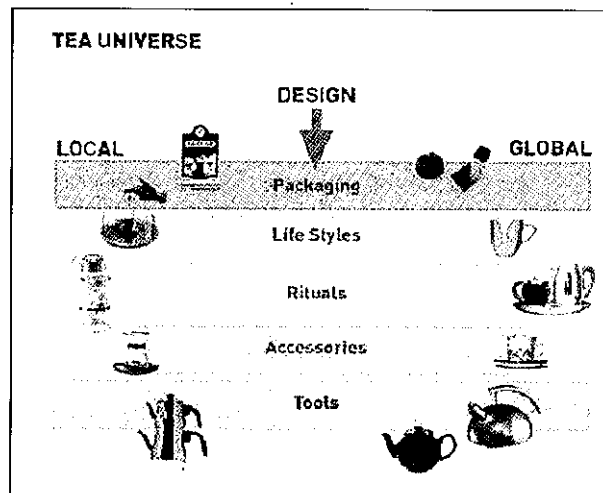 TEA UNIVERSE
DESIGN
LOCAL
GLOBAL
Packaging
Life Styles
Rituals
Accessories
Tools